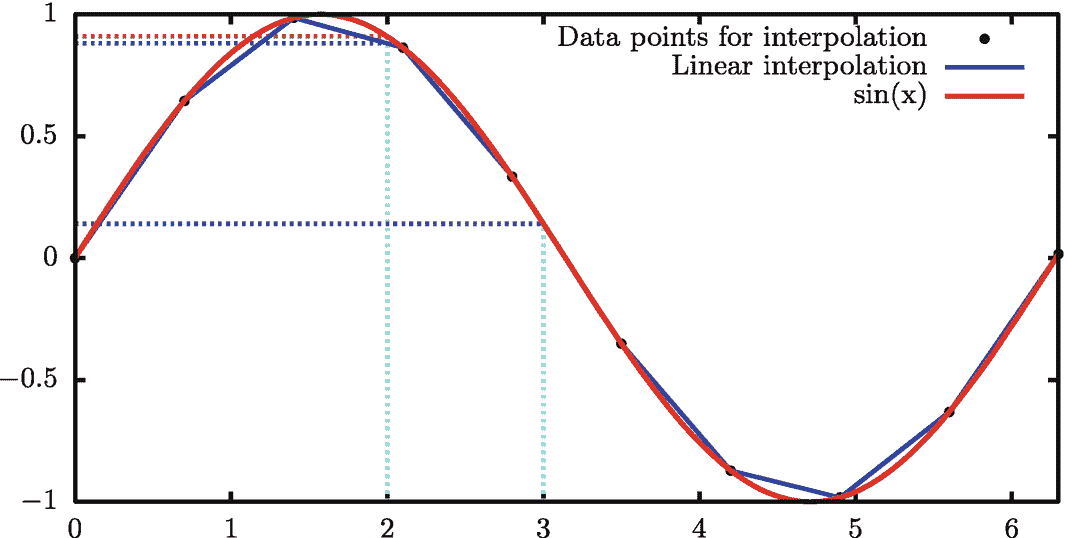 1
0.5
0
−0.5
−1
0 1 2 3 4 5 6
Data points for interpolation
Linear interpolation
sin(x)